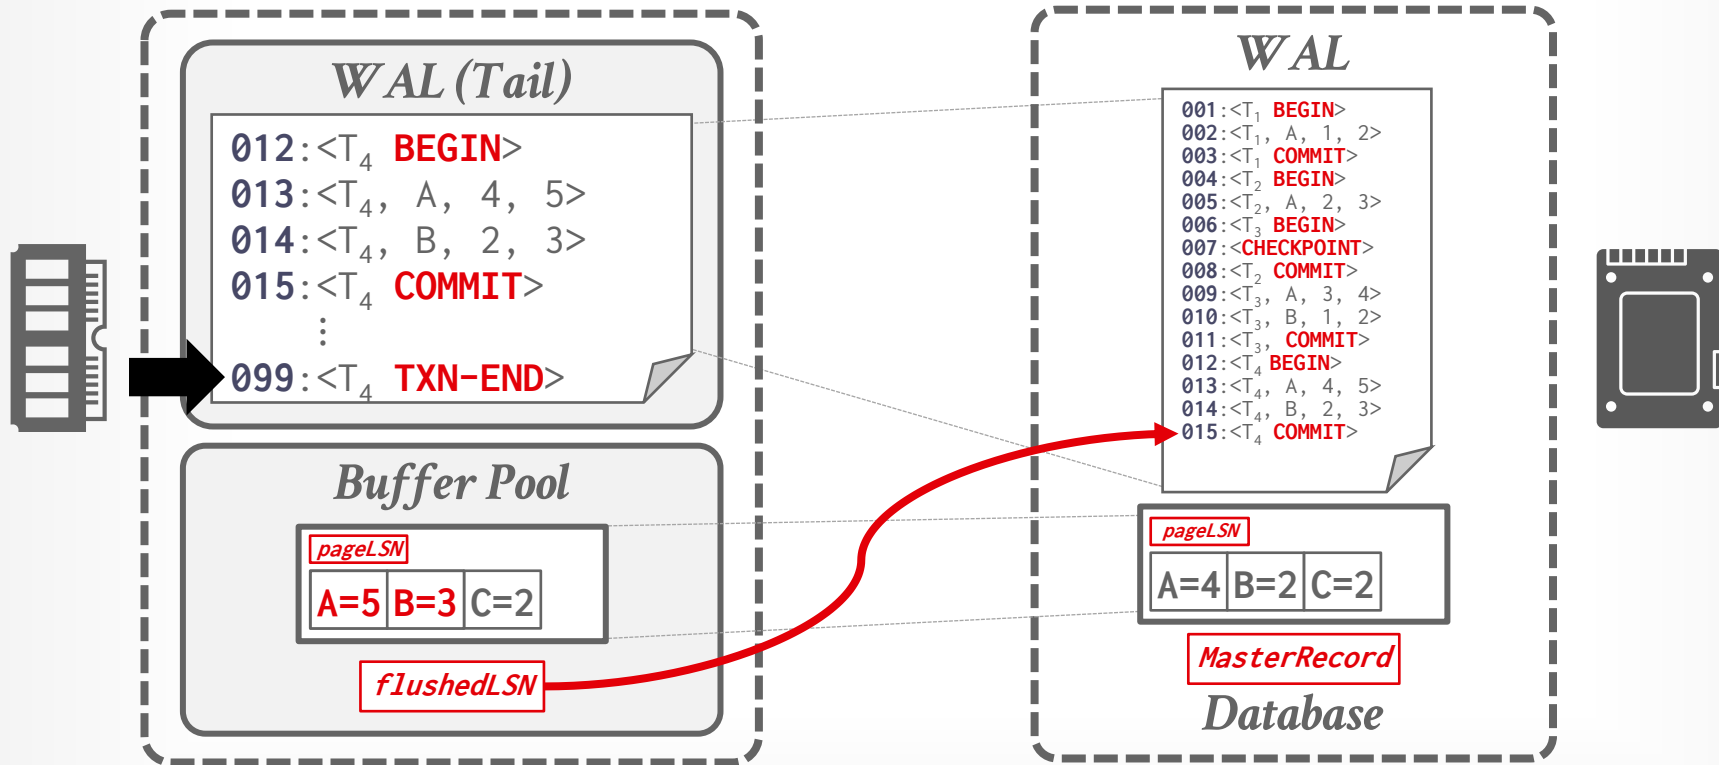 WAL (Tail)
012:<T4 BEGIN>
013:<T4, A, 4, 5>
014:<T4, B, 2, 3>
015:<T4 COMMIT>
⋮
099:<T4 TXN-END>
Buffer Pool
pageLSN
A=5 B=3 C=2
flushedLSN
WAL
001:<T1 BEGIN>
002:<T1, A, 1, 2>
003:<T1 COMMIT>
004:<T2 BEGIN>
005:<T2, A, 2, 3>
006:<T3 BEGIN>
007:<CHECKPOINT>
008:<T2 COMMIT>
009:<T3, A, 3, 4>
010:<T3, B, 1, 2>
011:<T3, COMMIT>
012:<T4 BEGIN>
013:<T4, A, 4, 5>
014:<T4, B, 2, 3>
015:<T4 COMMIT>
pageLSN
A=4 B=2 C=2
MasterRecord
Database